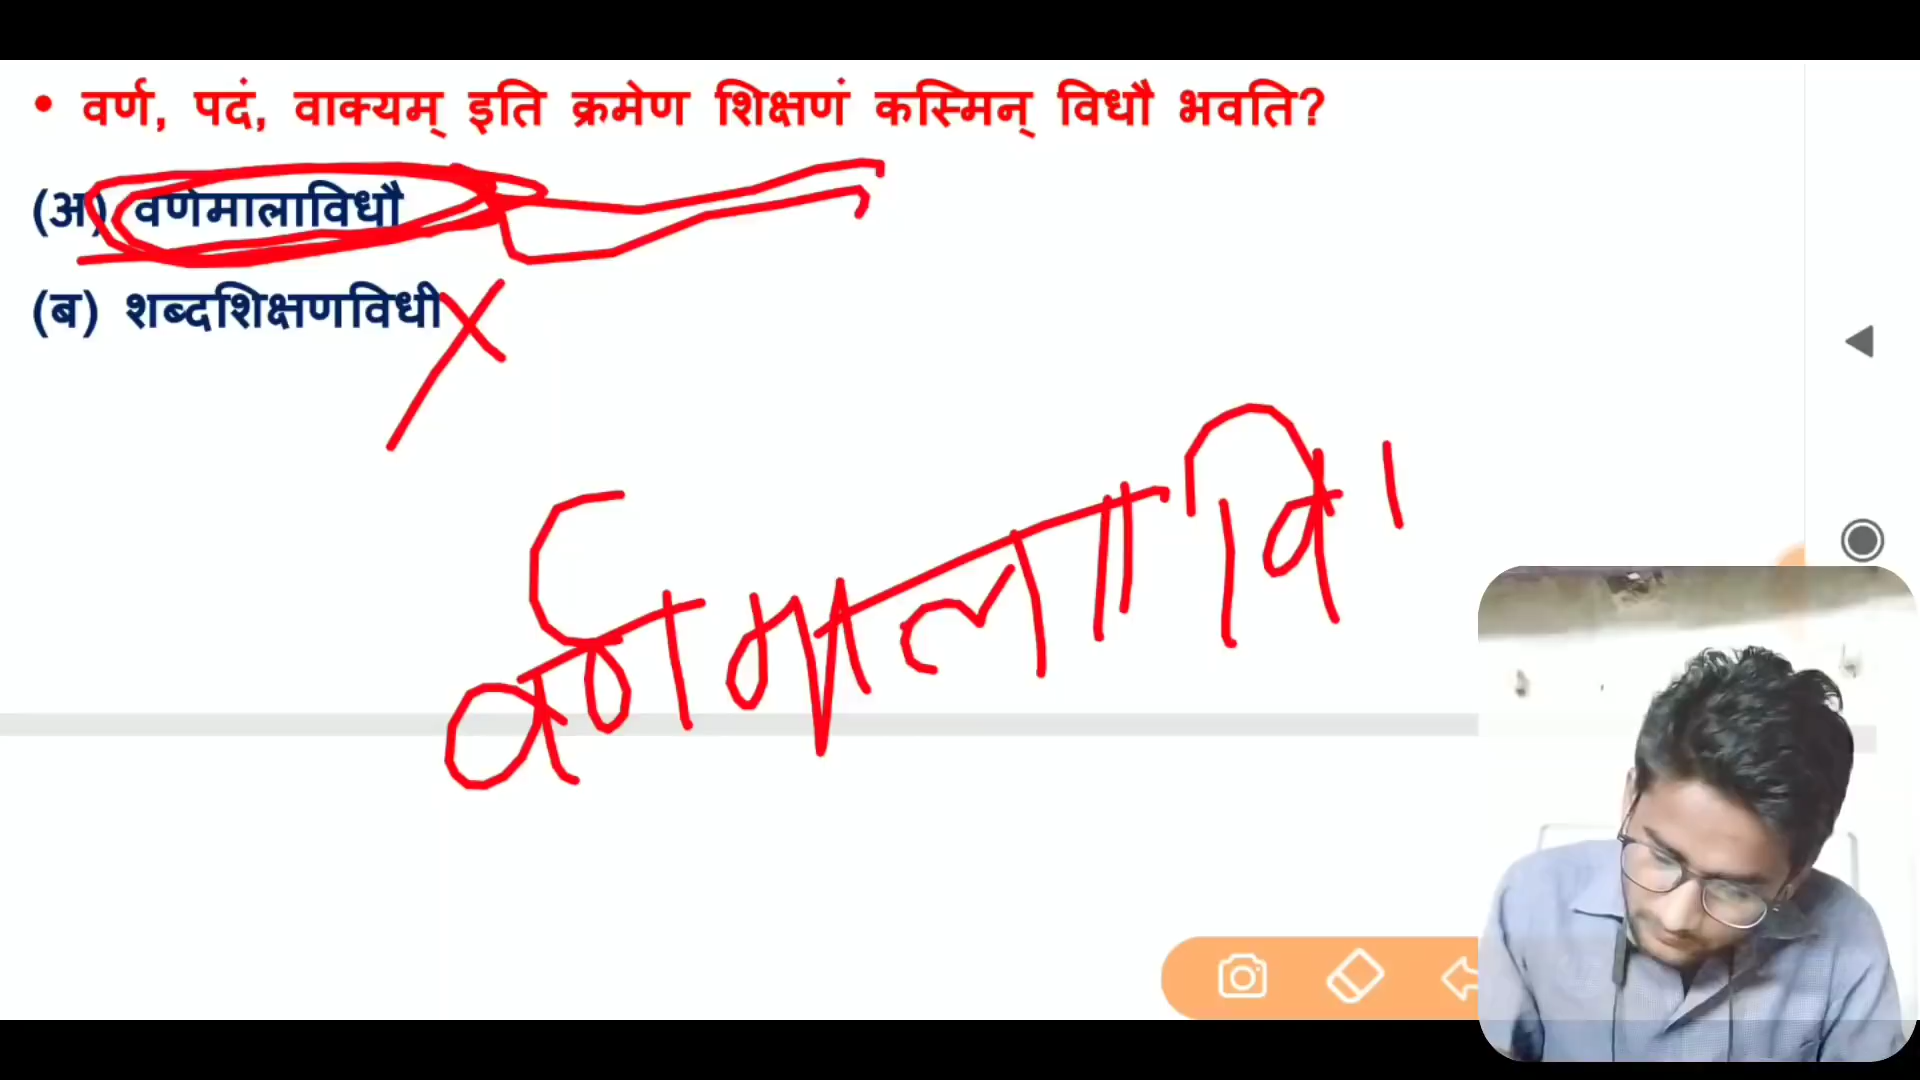 • वर्ण, पदं, वाक्यम् इति क्रमेण शिक्षणं कस्मिन् विधौ भवति?
(अ) वर्णमालाविधौ
(ब) शब्दशिक्षणविधी
वर्णमालावि